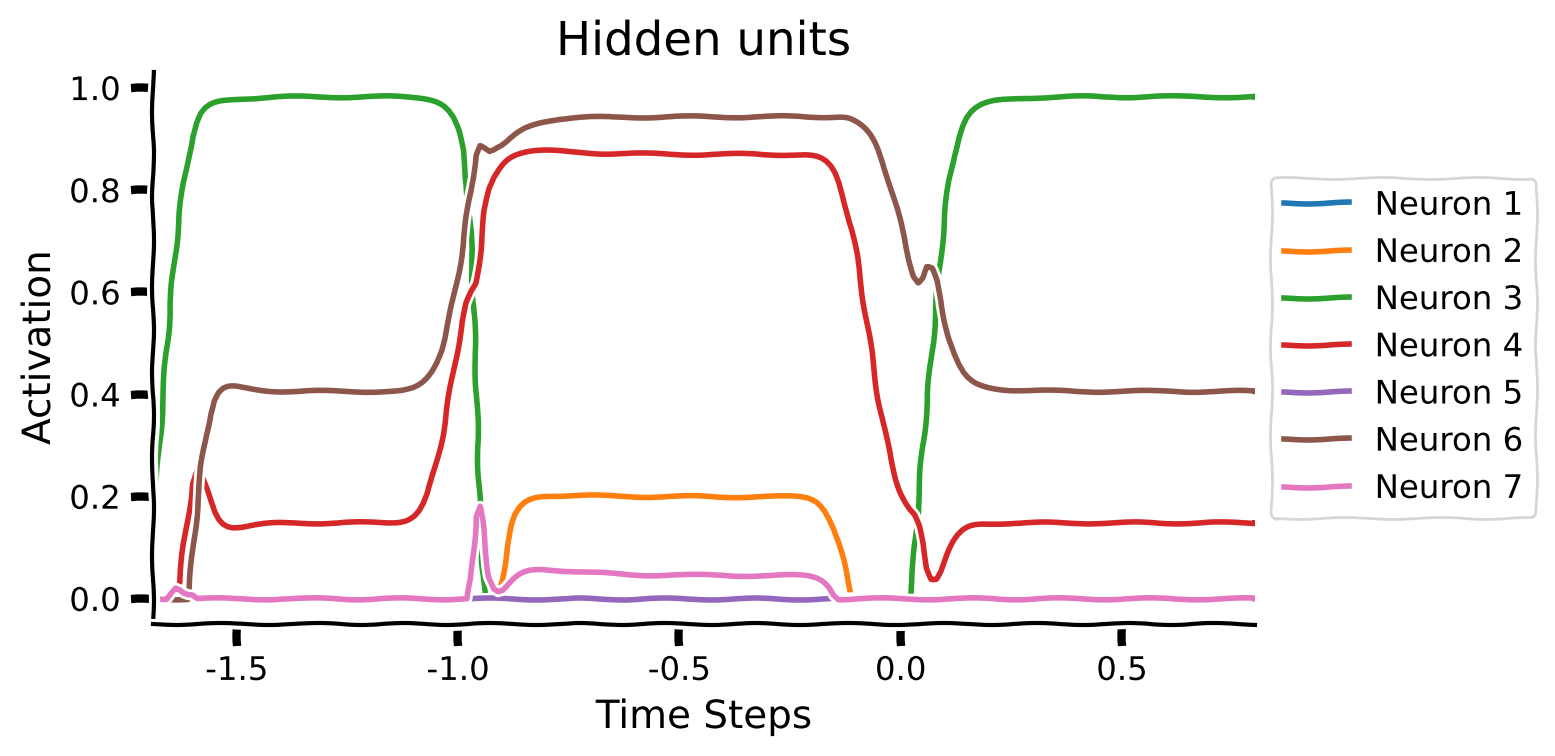 Hidden units
Activation
1.0
0.8
0.6
0.4
0.2
0.0
-1.5
-1.0
-0.5
0.0
0.5
Time Steps
Neuron 1
Neuron 2
Neuron 3
Neuron 4
Neuron 5
Neuron 6
Neuron 7